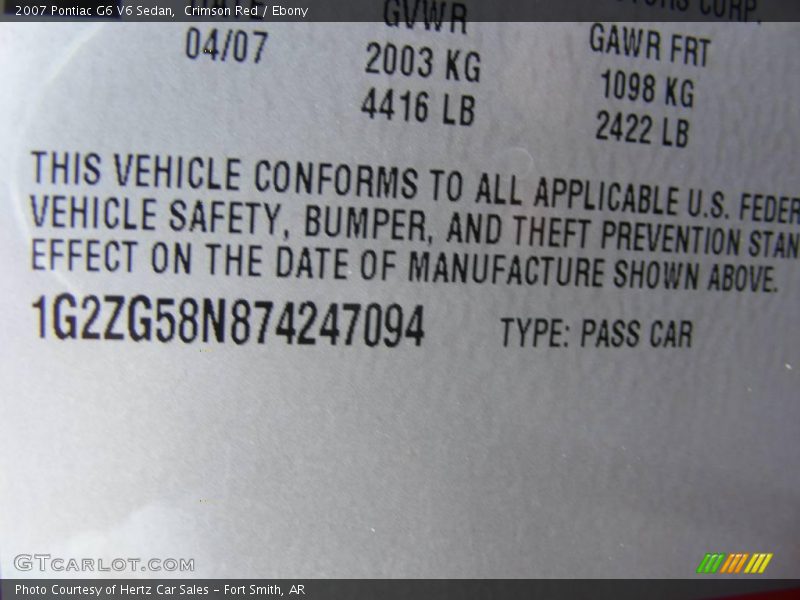 2007 Pontiac G6 V6 Sedan, Crimson Red / Ebony
GVWR
CORP.
04/07
2003 KG
4416 LB
GAWR FRT
1098 KG
2422 LB
THIS VEHICLE CONFORMS TO ALL APPLICABLE U.S. FEDER
VEHICLE SAFETY, BUMPER, AND THEFT PREVENTION STAN
EFFECT ON THE DATE OF MANUFACTURE SHOWN ABOVE.
1G2ZG58N874247094
TYPE: PASS CAR
GTCARLOT.COM
Photo Courtesy of Hertz Car Sales - Fort Smith, AR